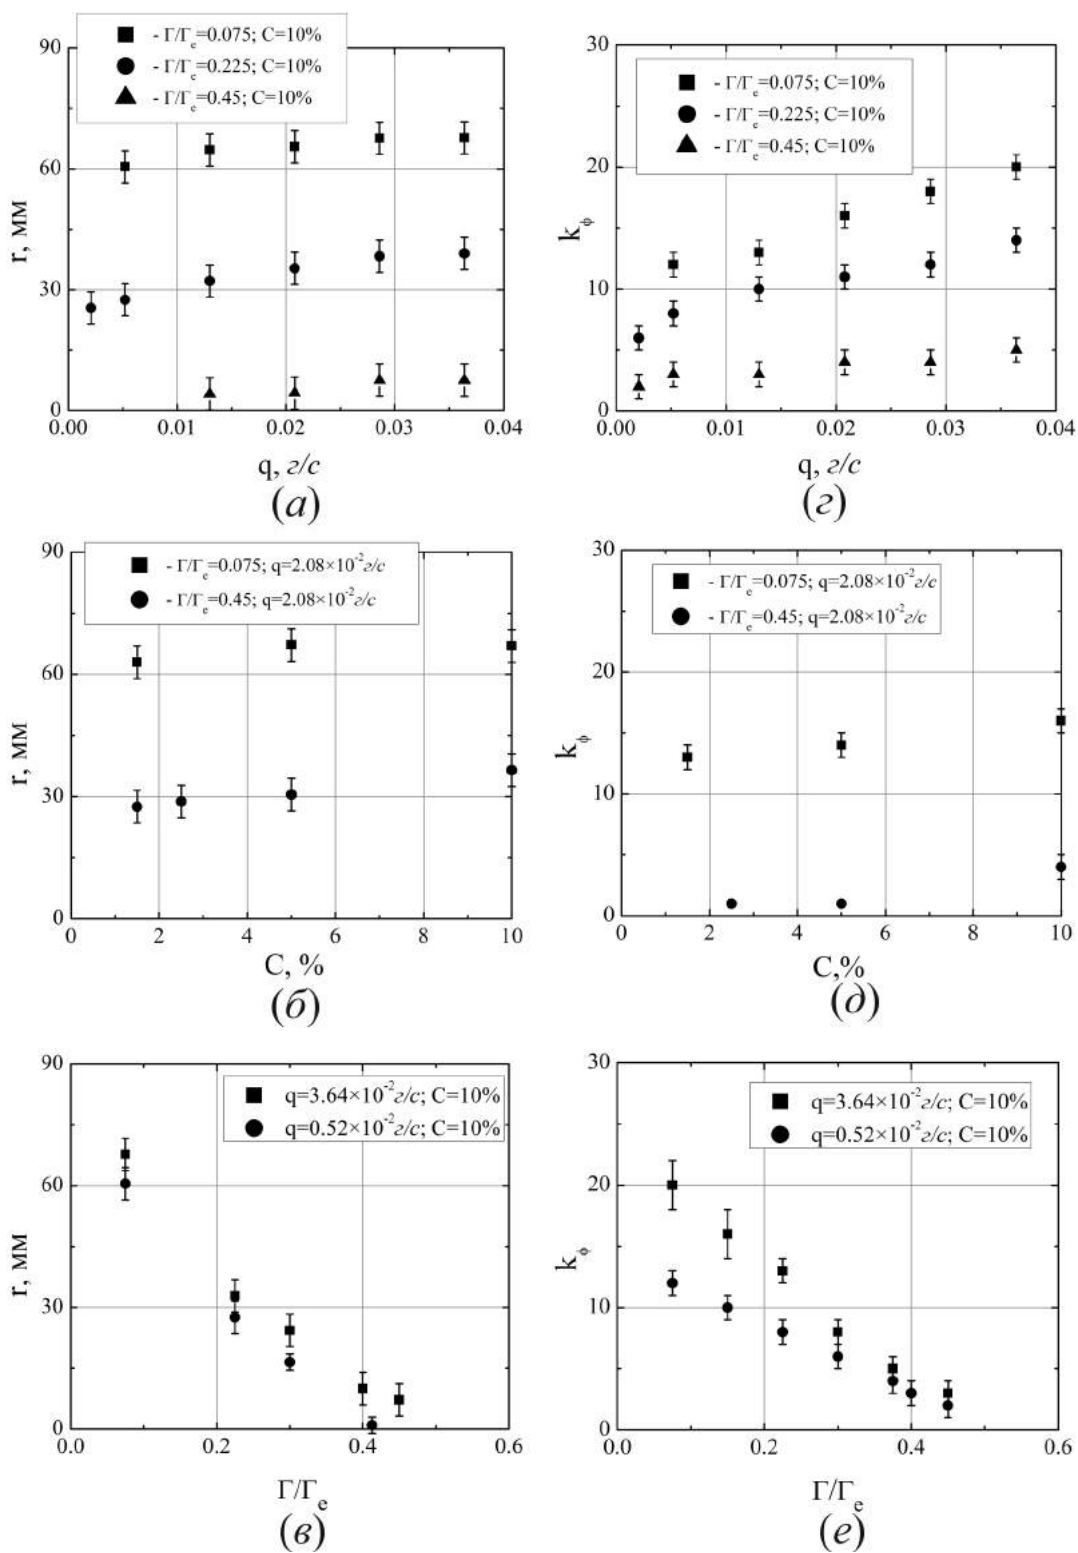 - Γ/Γe=0.075; C=10%
- Γ/Γe=0.225; C=10%
- Γ/Γe=0.45; C=10%
90
60
30
0
r, мм
0.00 0.01 0.02 0.03 0.04
q, г/с
(а)
- Γ/Γe=0.075; C=10%
- Γ/Γe=0.225; C=10%
- Γ/Γe=0.45; C=10%
30
20
10
0
kϕ
0.00 0.01 0.02 0.03 0.04
q, г/с
(г)
- Γ/Γe=0.075; q=2.08×10⁻²г/с
- Γ/Γe=0.45; q=2.08×10⁻²г/с
90
60
30
0
r, мм
0 2 4 6 8 10
C, %
(б)
- Γ/Γe=0.075; q=2.08×10⁻²г/с
- Γ/Γe=0.45; q=2.08×10⁻²г/с
30
20
10
0
kϕ
0 2 4 6 8 10
C,%
(д)
q=3.64×10⁻²г/с; C=10%
q=0.52×10⁻²г/с; C=10%
90
60
30
0
r, мм
0.0 0.2 0.4 0.6
Γ/Γe
(в)
q=3.64×10⁻²г/с; C=10%
q=0.52×10⁻²г/с; C=10%
30
20
10
0
kϕ
0.0 0.2 0.4 0.6
Γ/Γe
(е)